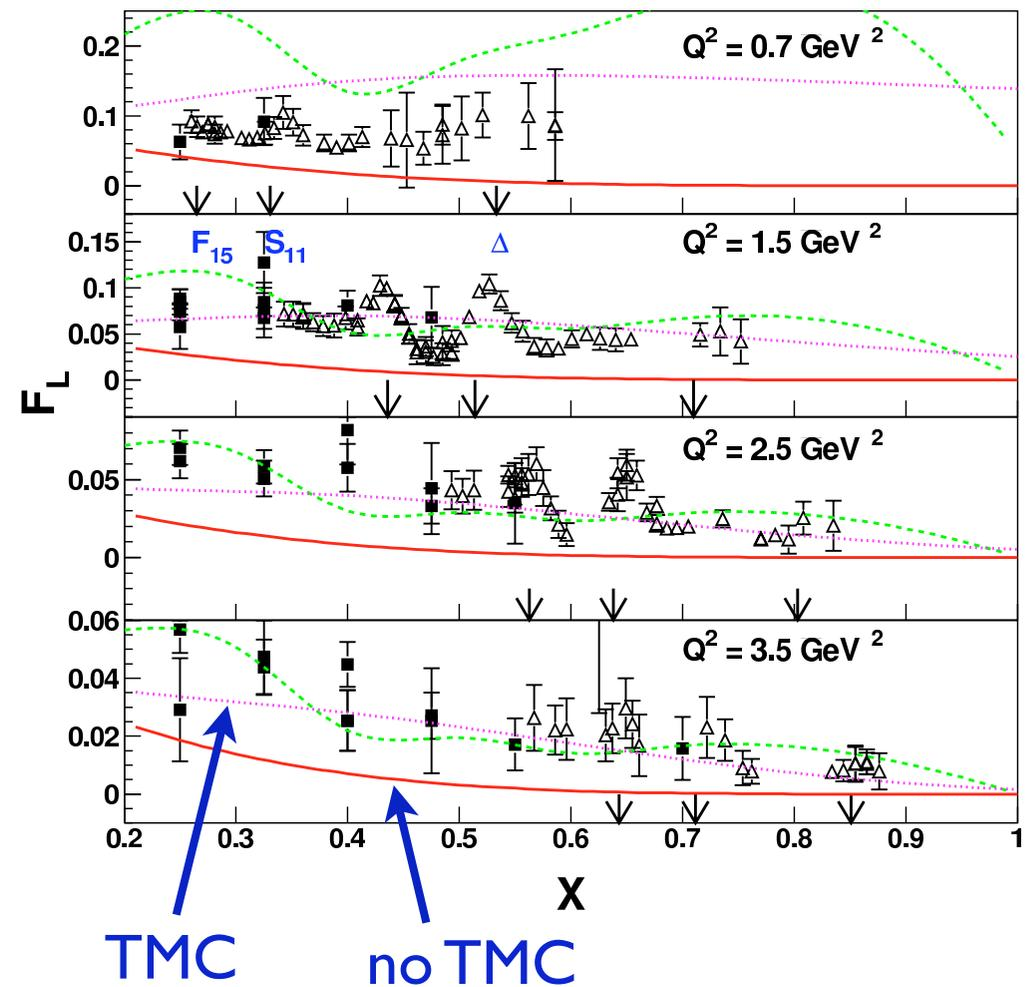 0.2
0.1
0
Q² = 0.7 GeV ²
F₁₅ S₁₁ Δ
0.15
0.1
0.05
0
Q² = 1.5 GeV ²
F_L
0.05
0
Q² = 2.5 GeV ²
0.06
0.04
0.02
0
Q² = 3.5 GeV ²
0.2 0.3 0.4 0.5 0.6 0.7 0.8 0.9 1
X
TMC
no TMC